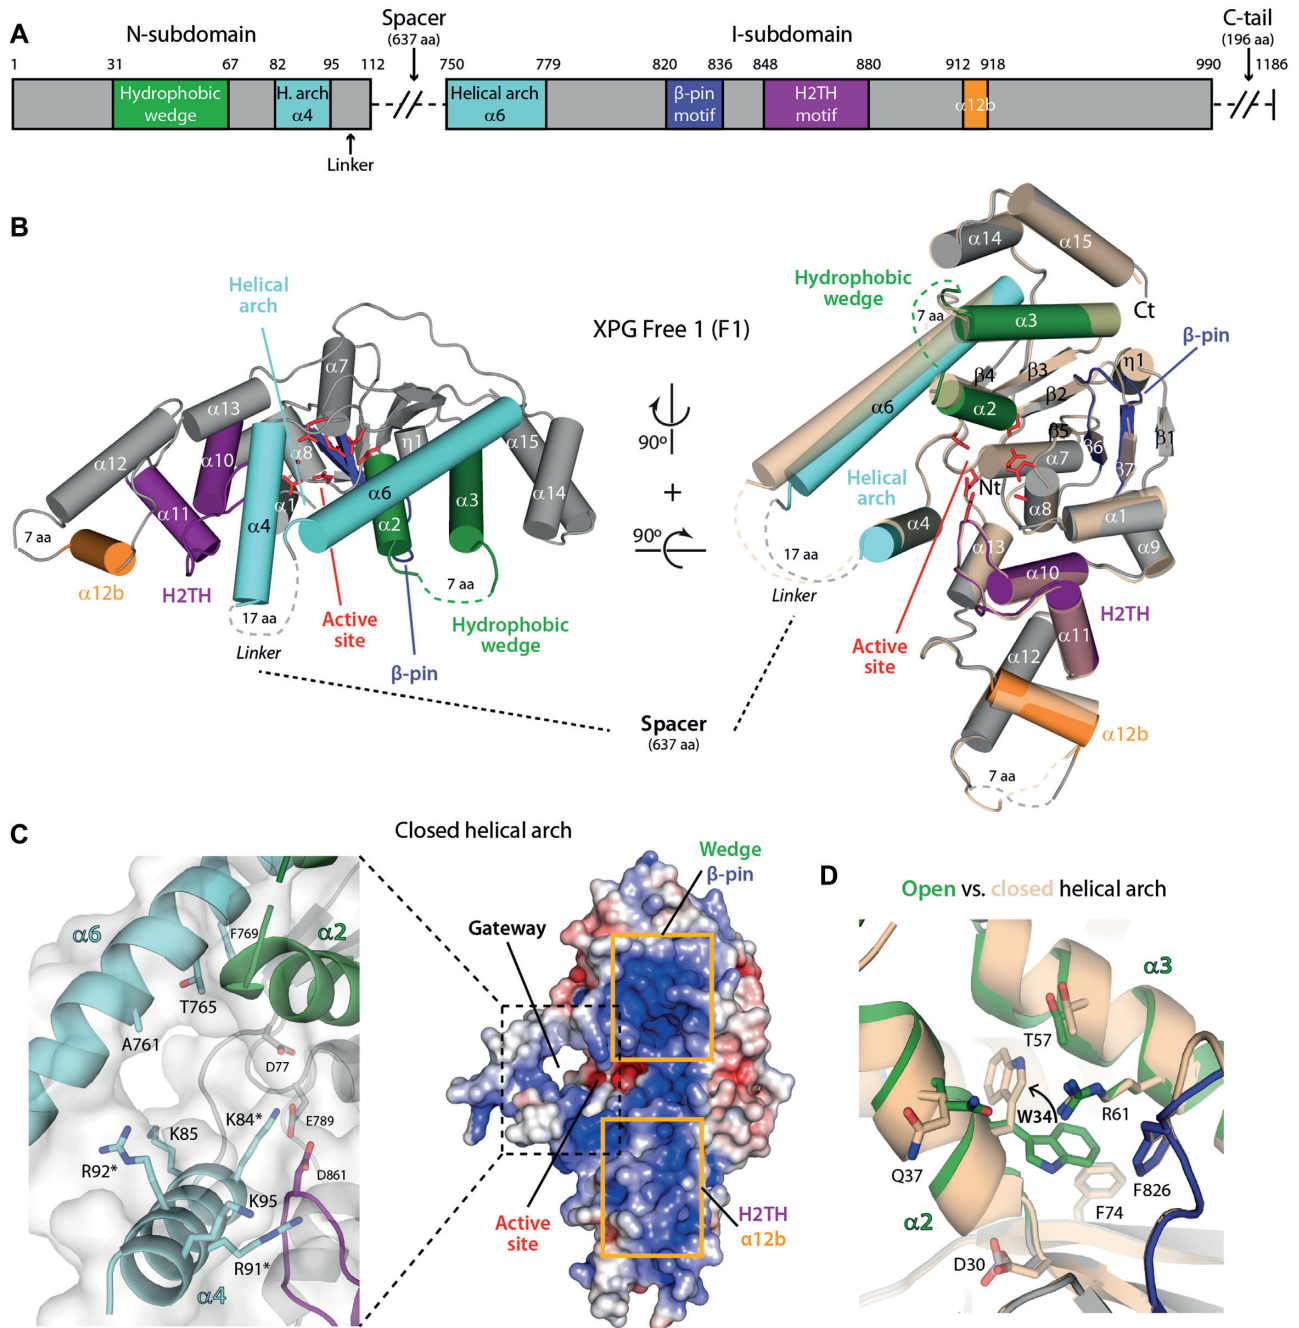 A
N-subdomain
Spacer
(637 aa)
I-subdomain
C-tail
(196 aa)
1 31 67 82 95 112 750 779 820 836 848 880 912 918 990 1186
Hydrophobic
wedge
H. arch
α4
Helical arch
α6
β-pin
motif
H2TH
motif
α12b
Linker
B
Helical
arch
α7
α13
α12
α10
α8
η1
α15
α11
α1
α4
α6
α2
α3
α14
7 aa
α12b
H2TH
17 aa
Linker
Active
site
7 aa
Hydrophobic
wedge
β-pin
XPG Free 1 (F1)
90º
+
90º
Spacer
(637 aa)
α14
α15
Hydrophobic
wedge
7 aa
α3
Ct
β-pin
β4
β3
η1
α6
α2
β2
β5
β6
β1
α7
β7
Helical
arch
Nt
α8
α4
α1
17 aa
α13
α9
Linker
α10
H2TH
Active
site
α11
α12
α12b
7 aa
C
Closed helical arch
α6
F769
α2
T765
A761
D77
K84*
E789
K85
R92*
D861
K95
R91*
α4
Wedge
β-pin
Gateway
Active
site
H2TH
α12b
D
Open vs. closed helical arch
α3
T57
W34
R61
Q37
F826
α2
F74
D30